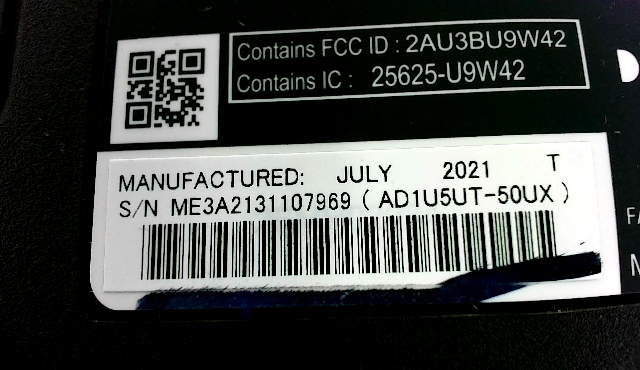 Contains FCC ID : 2AU3BU9W42
Contains IC : 25625-U9W42
MANUFACTURED: JULY 2021 T
S/N ME3A2131107969 ( AD1U5UT-50UX )